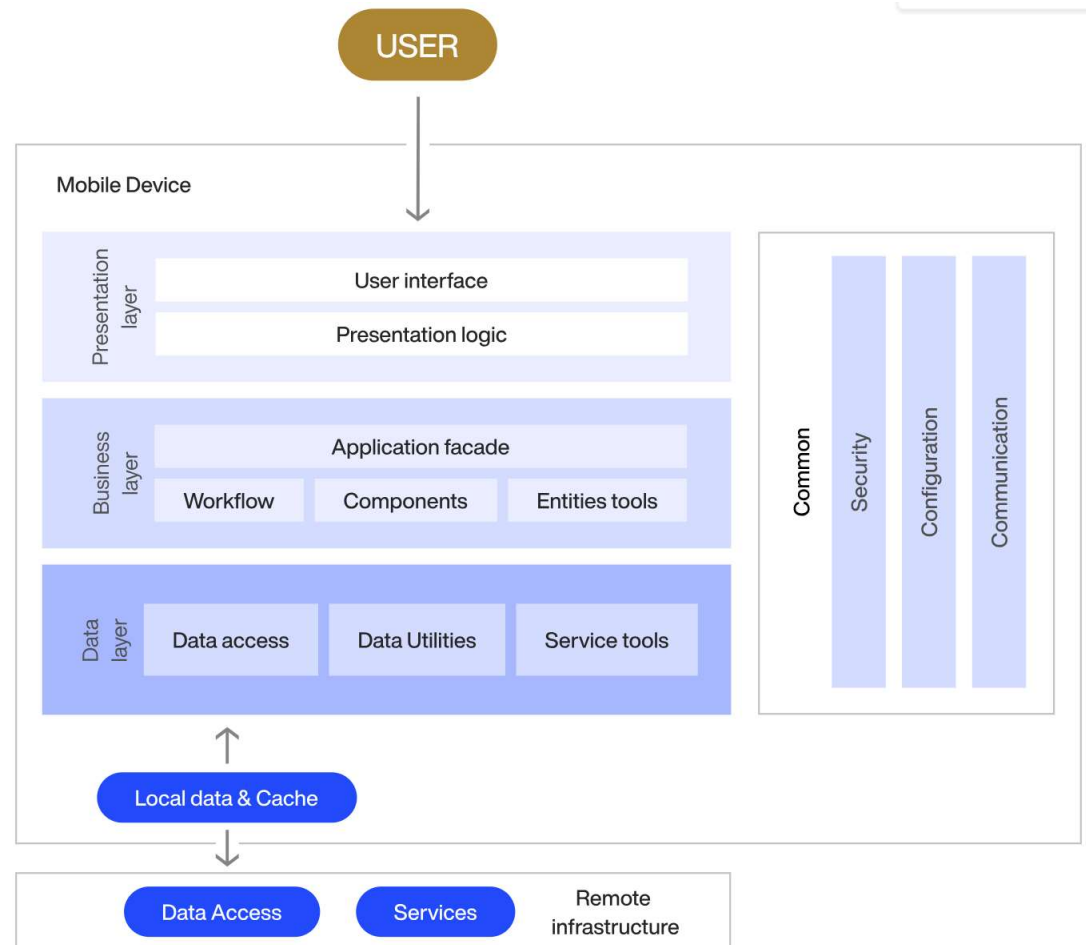 USER
Mobile Device
Presentation
layer
User interface
Presentation logic
Business
layer
Application facade
Workflow
Components
Entities tools
Data
layer
Data access
Data Utilities
Service tools
Common
Security
Configuration
Communication
Local data & Cache
Data Access
Services
Remote
infrastructure